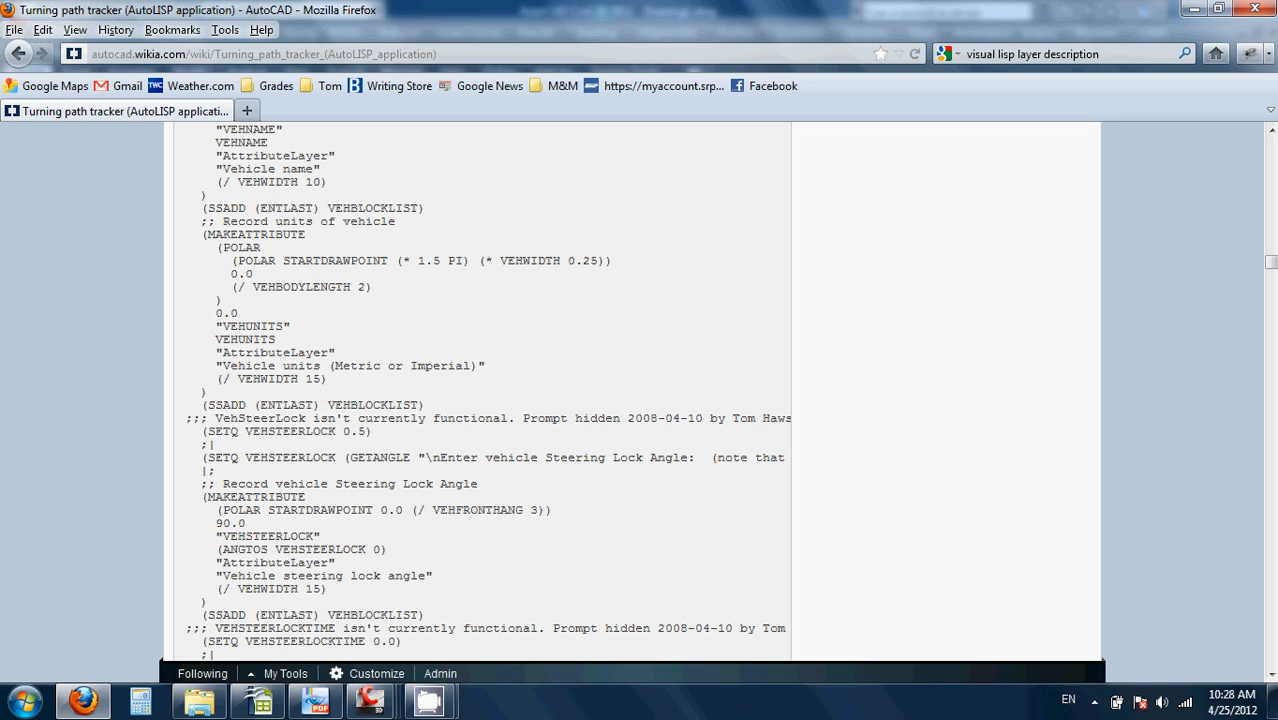 Turning path tracker (AutoLISP application) - AutoCAD - Mozilla Firefox
File Edit View History Bookmarks Tools Help
autocad.wikia.com/wiki/Turning_path_tracker_(AutoLISP_application)
visual lisp layer description
Google Maps Gmail TWC Weather.com Grades Tom B Writing Store Google News M&M https://myaccount.srp... Facebook
Turning path tracker (AutoLISP applicati... +
"VEHNAME"
VEHNAME
"AttributeLayer"
"Vehicle name"
(/ VEHWIDTH 10)
)
(SSADD (ENTLAST) VEHBLOCKLIST)
;; Record units of vehicle
(MAKEATTRIBUTE
(POLAR
(POLAR STARTDRAWPOINT (* 1.5 PI) (* VEHWIDTH 0.25))
0.0
(/ VEHBODYLENGTH 2)
)
0.0
"VEHUNITS"
VEHUNITS
"AttributeLayer"
"Vehicle units (Metric or Imperial)"
(/ VEHWIDTH 15)
)
(SSADD (ENTLAST) VEHBLOCKLIST)
;;; VehSteerLock isn't currently functional. Prompt hidden 2008-04-10 by Tom Haws
(SETQ VEHSTEERLOCK 0.5)
;|
(SETQ VEHSTEERLOCK (GETANGLE "\nEnter vehicle Steering Lock Angle:  (note that
|;
;; Record vehicle Steering Lock Angle
(MAKEATTRIBUTE
(POLAR STARTDRAWPOINT 0.0 (/ VEHFRONTHANG 3))
90.0
"VEHSTEERLOCK"
(ANGTOS VEHSTEERLOCK 0)
"AttributeLayer"
"Vehicle steering lock angle"
(/ VEHWIDTH 15)
)
(SSADD (ENTLAST) VEHBLOCKLIST)
;;; VEHSTEERLOCKTIME isn't currently functional. Prompt hidden 2008-04-10 by Tom
(SETQ VEHSTEERLOCKTIME 0.0)
;|
Following My Tools Customize Admin
EN
10:28 AM
4/25/2012